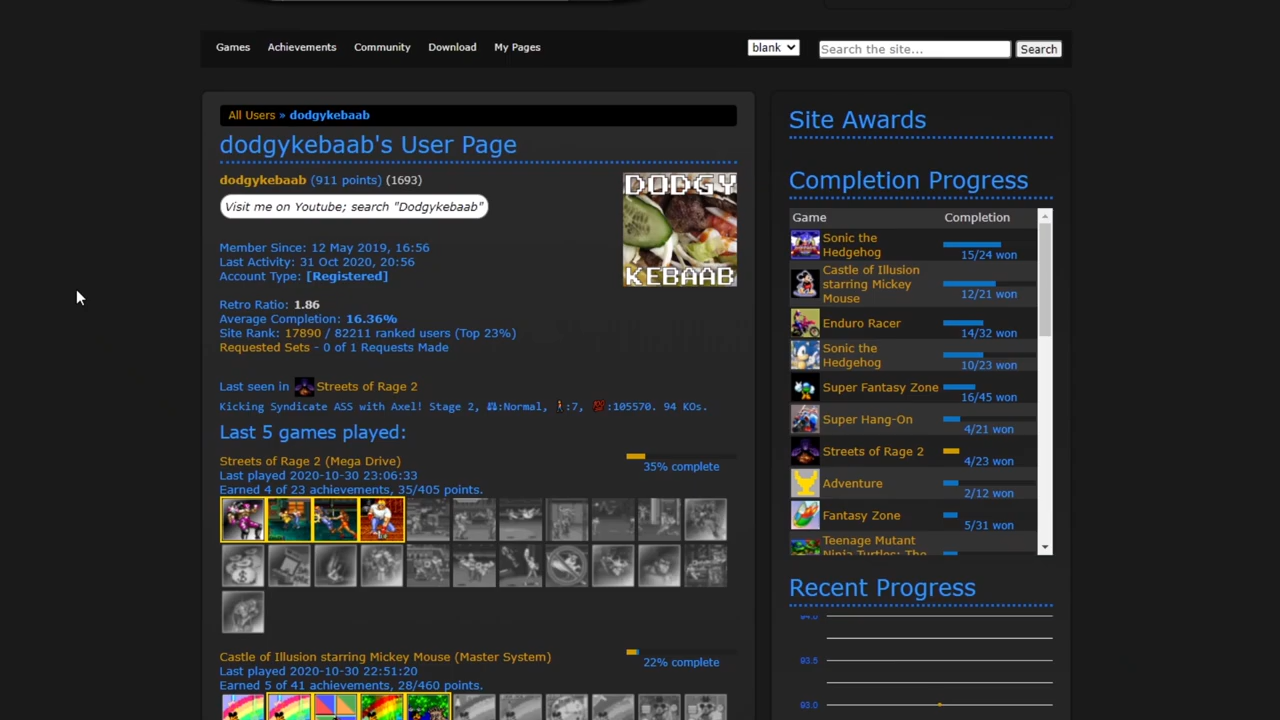 Games Achievements Community Download My Pages blank Search the site... Search
All Users » dodgykebaab
dodgykebaab's User Page
dodgykebaab (911 points) (1693)
Visit me on Youtube; search "Dodgykebaab"
DODGY
KEBAAB
Member Since: 12 May 2019, 16:56
Last Activity: 31 Oct 2020, 20:56
Account Type: [Registered]
Retro Ratio: 1.86
Average Completion: 16.36%
Site Rank: 17890 / 82211 ranked users (Top 23%)
Requested Sets - 0 of 1 Requests Made
Last seen in Streets of Rage 2
Kicking Syndicate ASS with Axel! Stage 2, :Normal, :7, :105570. 94 KOs.
Last 5 games played:
Streets of Rage 2 (Mega Drive)
35% complete
Last played 2020-10-30 23:06:33
Earned 4 of 23 achievements, 35/405 points.
Castle of Illusion starring Mickey Mouse (Master System)
22% complete
Last played 2020-10-30 22:51:20
Earned 5 of 41 achievements, 28/460 points.
Site Awards
Completion Progress
Game Completion
Sonic the
Hedgehog
15/24 won
Castle of Illusion
starring Mickey
Mouse
12/21 won
Enduro Racer
14/32 won
Sonic the
Hedgehog
10/23 won
Super Fantasy Zone
16/45 won
Super Hang-On
4/21 won
Streets of Rage 2
4/23 won
Adventure
2/12 won
Fantasy Zone
5/31 won
Teenage Mutant
Ninja Turtles: The
Recent Progress
94.0
93.5
93.0